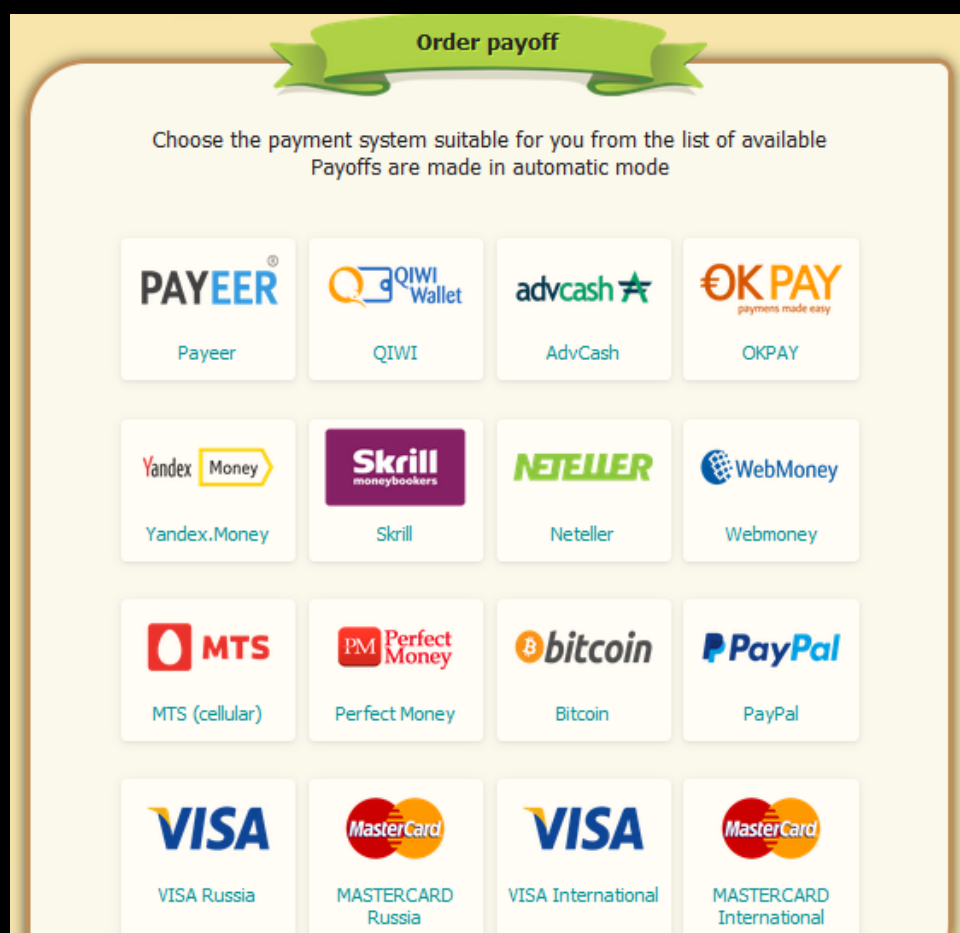 Order payoff
Choose the payment system suitable for you from the list of available
Payoffs are made in automatic mode
PAYEER®
QIWI
Wallet
advcash
OKPAY
paymens made easy
Payeer
QIWI
AdvCash
OKPAY
Yandex Money
Skrill
moneybookers
NETELLER
WebMoney
Yandex.Money
Skrill
Neteller
Webmoney
MTS
PM Perfect
Money
bitcoin
P PayPal
MTS (cellular)
Perfect Money
Bitcoin
PayPal
VISA
MasterCard
VISA
MasterCard
VISA Russia
MASTERCARD
Russia
VISA International
MASTERCARD
International